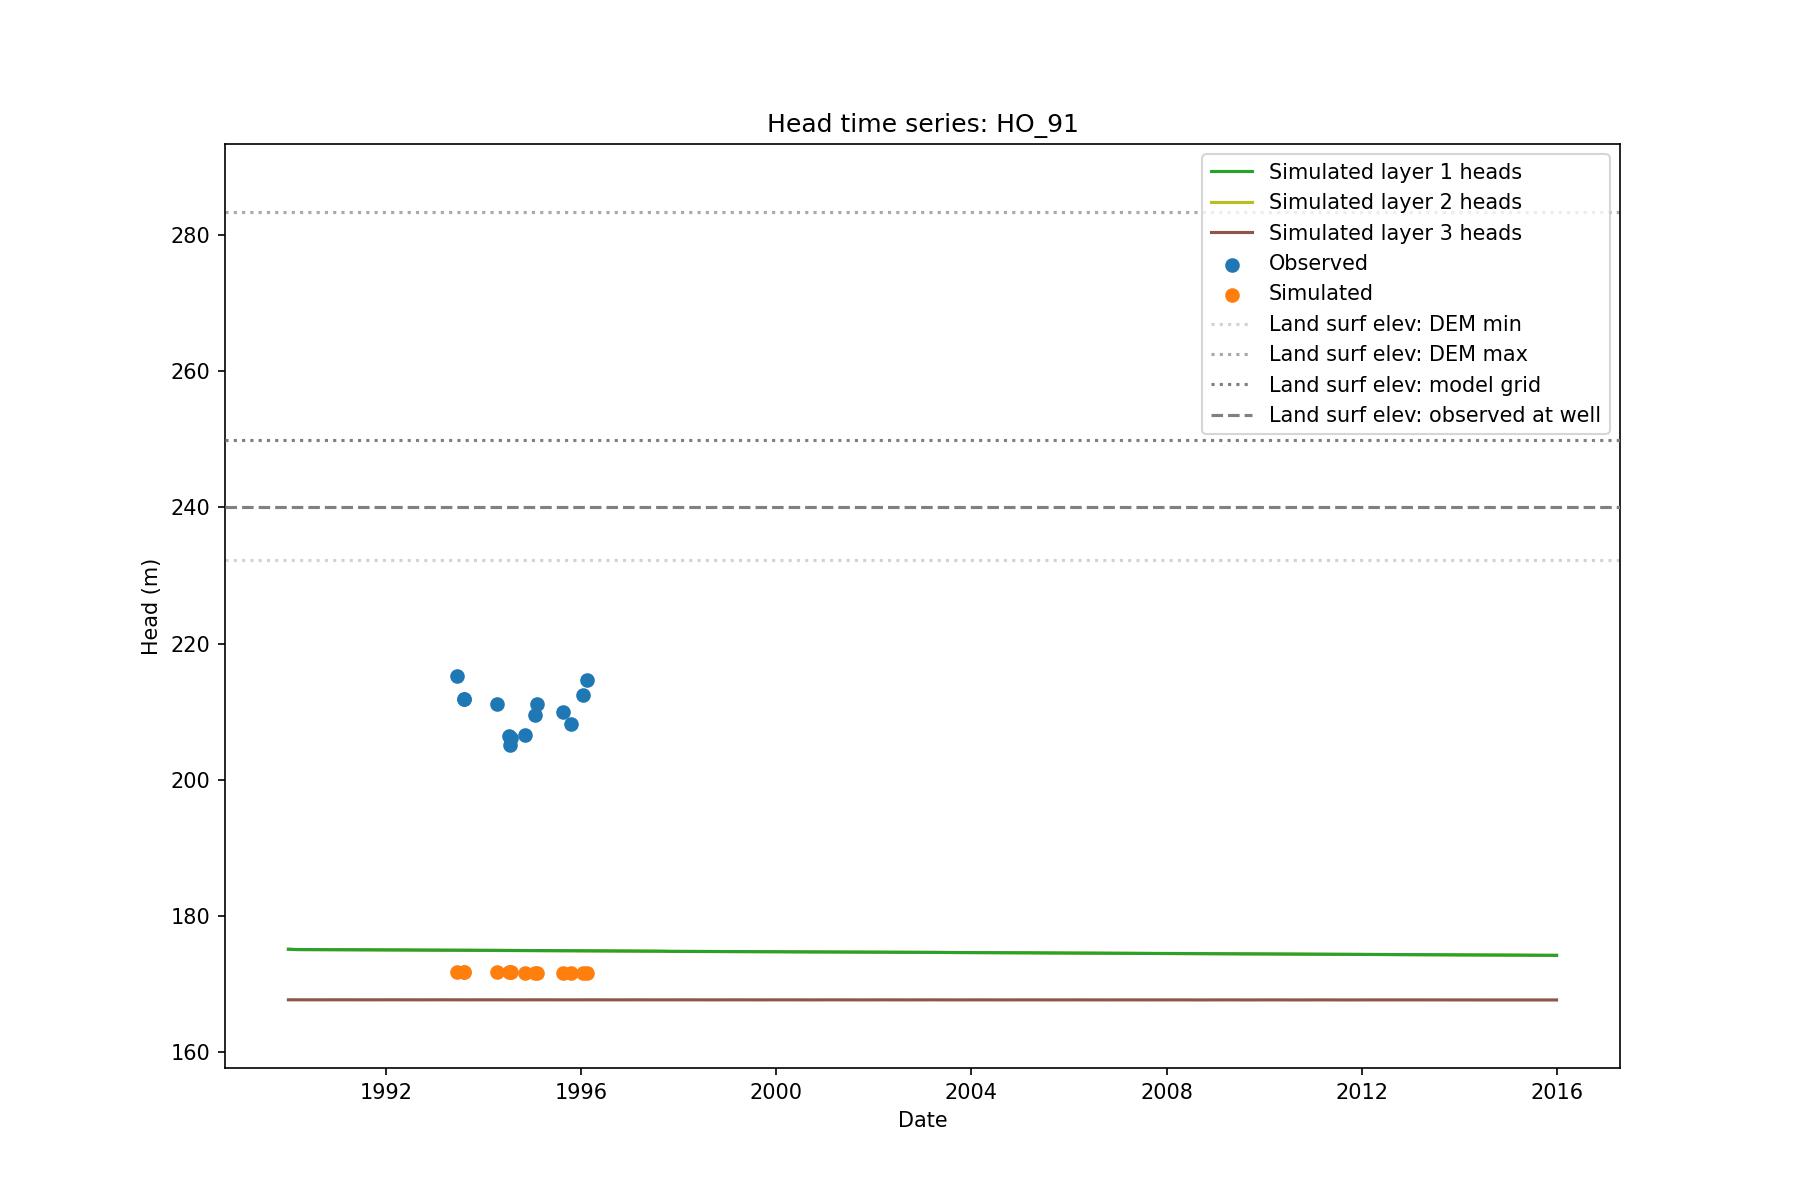 Head time series: HO_91
Simulated layer 1 heads
Simulated layer 2 heads
Simulated layer 3 heads
Observed
Simulated
Land surf elev: DEM min
Land surf elev: DEM max
Land surf elev: model grid
Land surf elev: observed at well
280
260
240
220
200
180
160
Head (m)
1992 1996 2000 2004 2008 2012 2016
Date